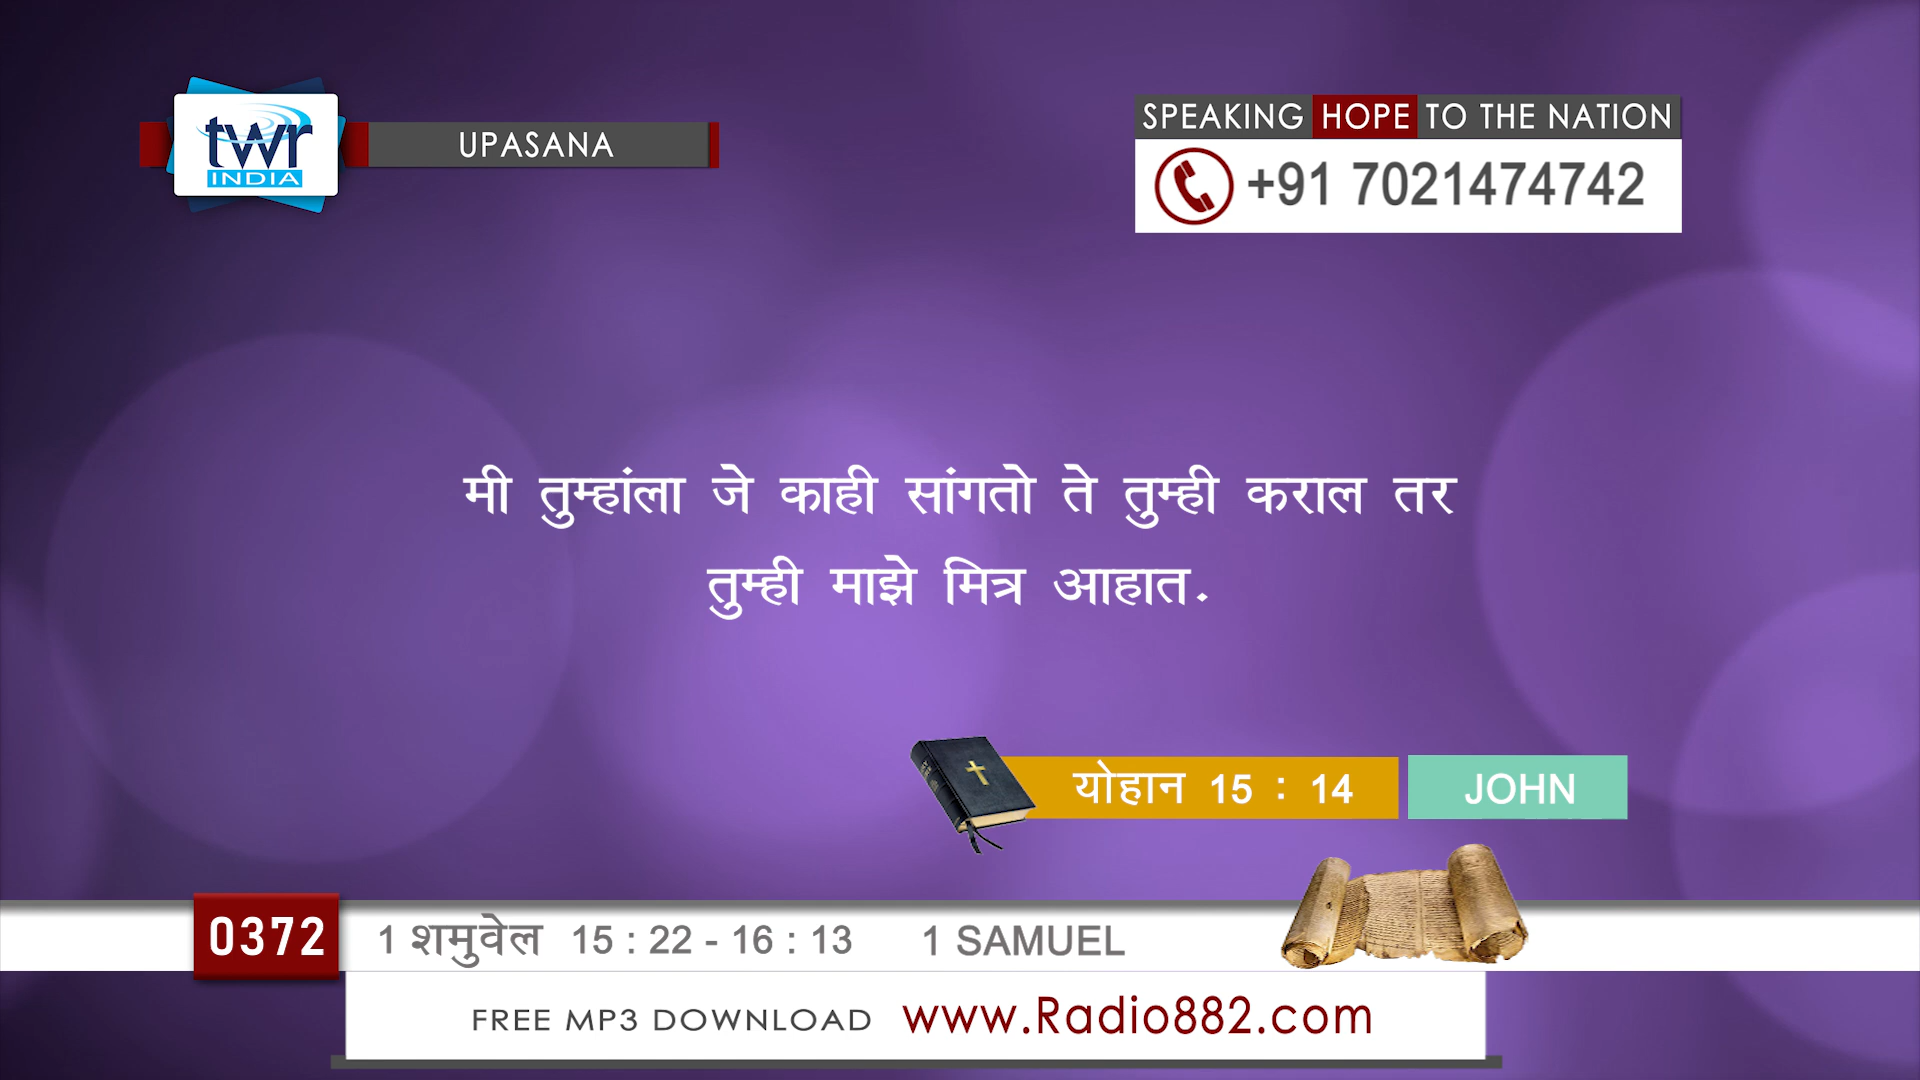 twr
INDIA
UPASANA
SPEAKING HOPE TO THE NATION
+91 7021474742
मी तुम्हांला जे काही सांगतो ते तुम्ही कराल तर
तुम्ही माझे मित्र आहात.
योहान 15 : 14
JOHN
0372
1 शमुवेल 15 : 22 - 16 : 13
1 SAMUEL
FREE MP3 DOWNLOAD www.Radio882.com